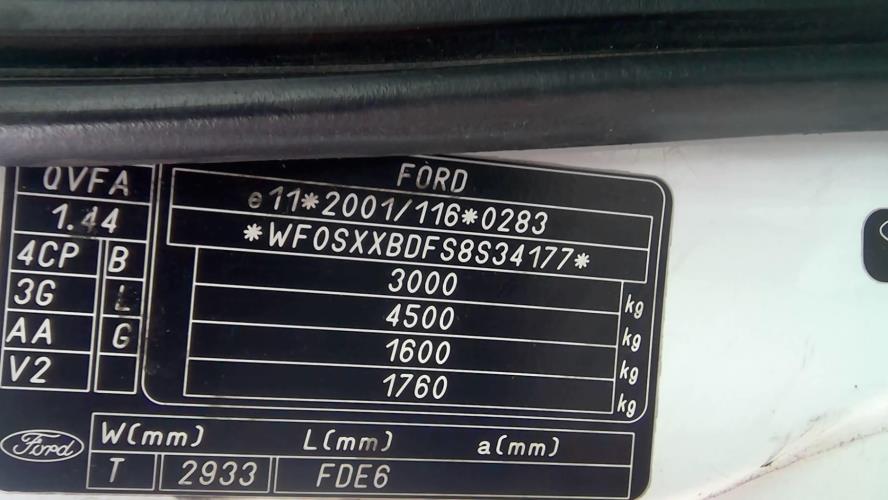 QVFA
1.44
4CP B
3G L
AA G
V2
FORD
e11*2001/116*0283
*WF0SXXBDFS8S34177*
3000 kg
4500 kg
1600 kg
1760 kg
Ford
W(mm) L(mm) a(mm)
T 2933 FDE6